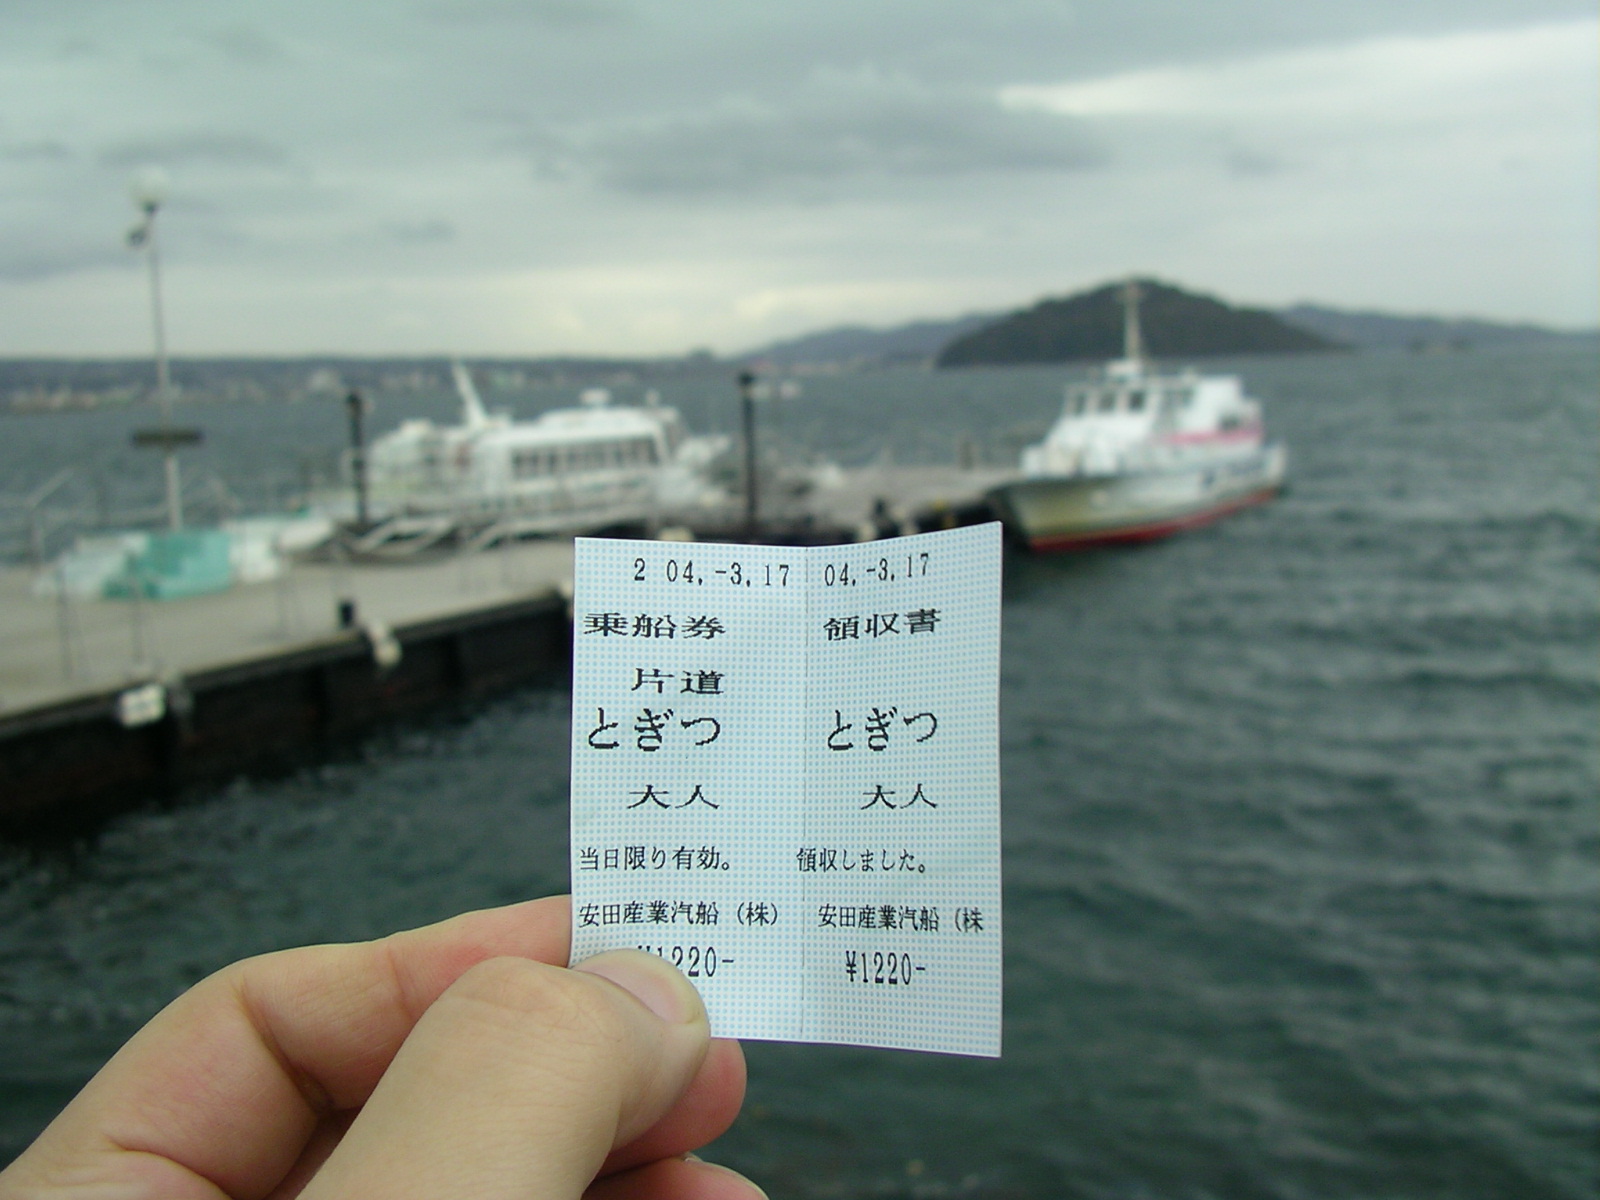 2 04.-3.17
乗船券
片道
とぎつ
大人
当日限り有効。
安田産業汽船(株)
¥1220-
04.-3.17
領収書
とぎつ
大人
領収しました。
安田産業汽船(株
¥1220-